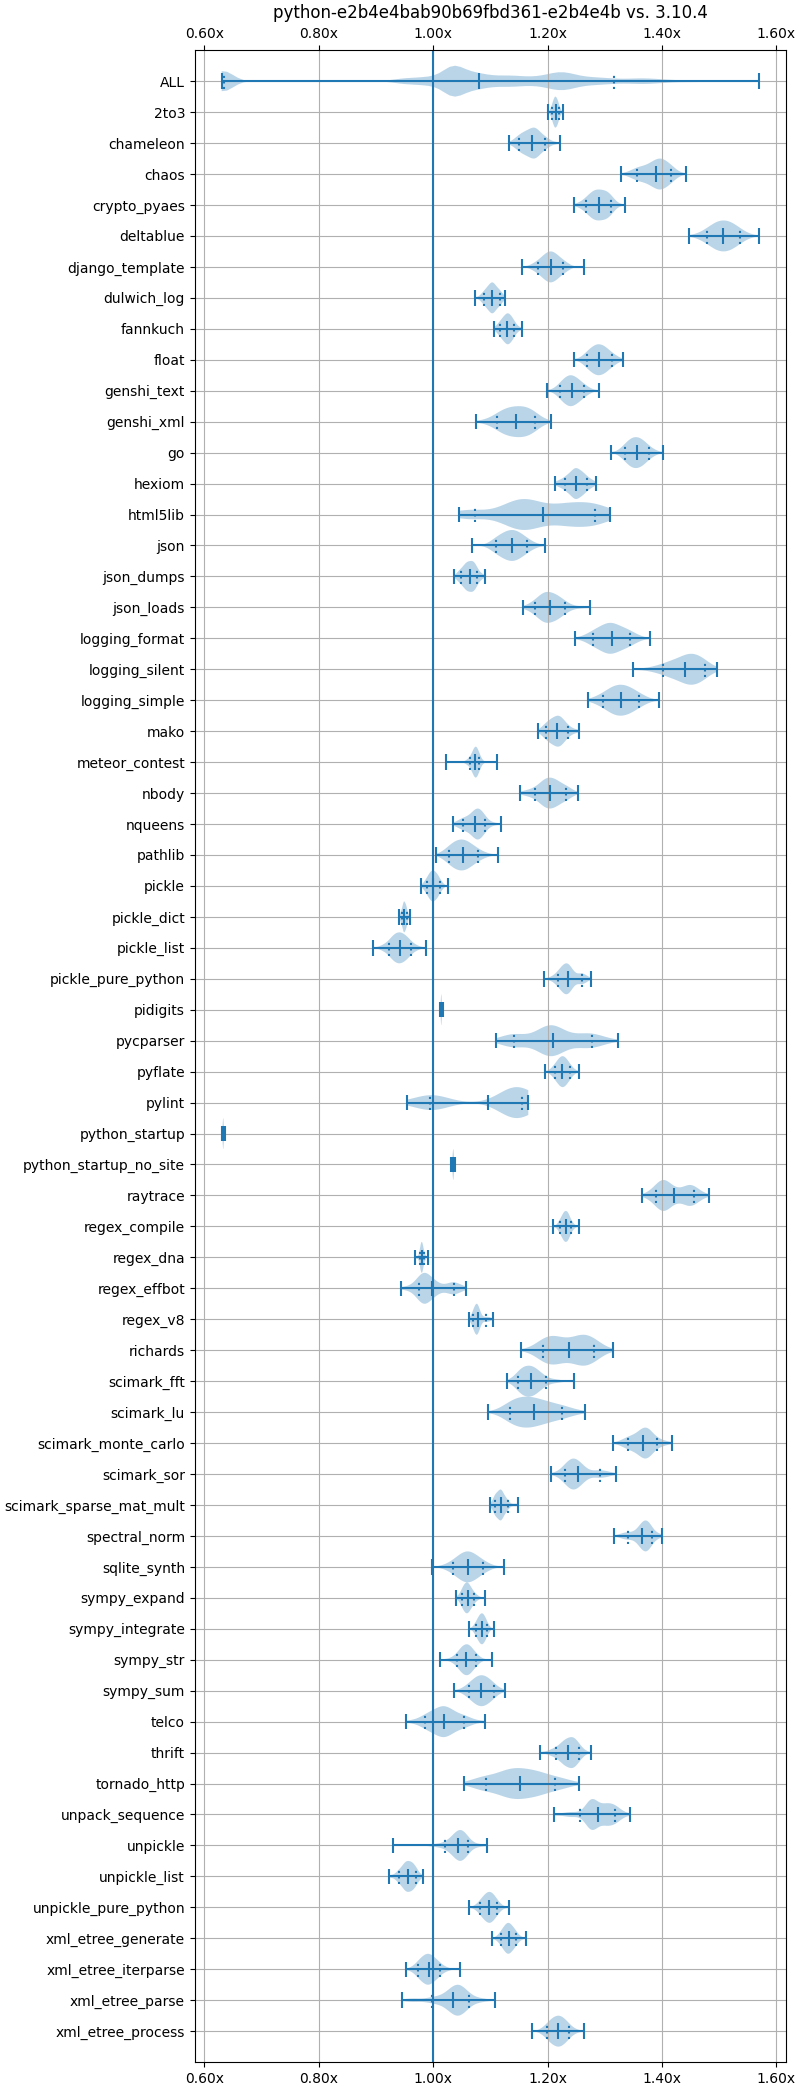 python-e2b4e4bab90b69fbd361-e2b4e4b vs. 3.10.4
0.60x 0.80x 1.00x 1.20x 1.40x 1.60x
ALL
2to3
chameleon
chaos
crypto_pyaes
deltablue
django_template
dulwich_log
fannkuch
float
genshi_text
genshi_xml
go
hexiom
html5lib
json
json_dumps
json_loads
logging_format
logging_silent
logging_simple
mako
meteor_contest
nbody
nqueens
pathlib
pickle
pickle_dict
pickle_list
pickle_pure_python
pidigits
pycparser
pyflate
pylint
python_startup
python_startup_no_site
raytrace
regex_compile
regex_dna
regex_effbot
regex_v8
richards
scimark_fft
scimark_lu
scimark_monte_carlo
scimark_sor
scimark_sparse_mat_mult
spectral_norm
sqlite_synth
sympy_expand
sympy_integrate
sympy_str
sympy_sum
telco
thrift
tornado_http
unpack_sequence
unpickle
unpickle_list
unpickle_pure_python
xml_etree_generate
xml_etree_iterparse
xml_etree_parse
xml_etree_process
0.60x 0.80x 1.00x 1.20x 1.40x 1.60x